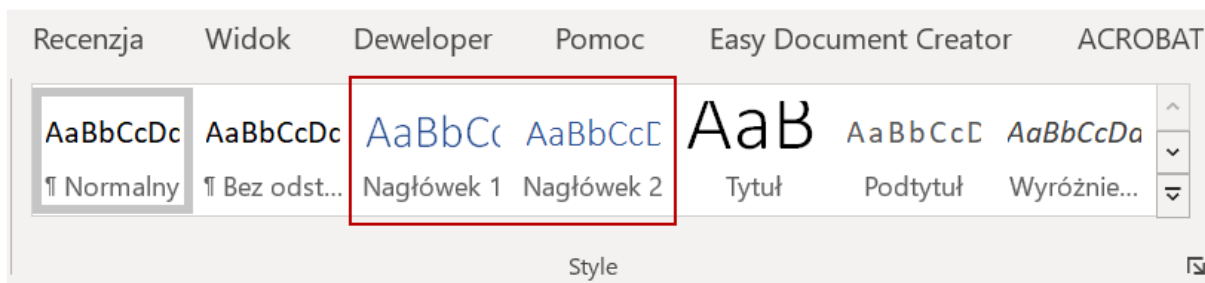 Recenzja Widok Deweloper Pomoc Easy Document Creator ACROBAT
AaBbCcDc AaBbCcDc AaBbC( AaBbCcD AaB AaBbCcD AaBbCcDa
¶ Normalny ¶ Bez odst... Nagłówek 1 Nagłówek 2 Tytuł Podtytuł Wyróżnie...
Style